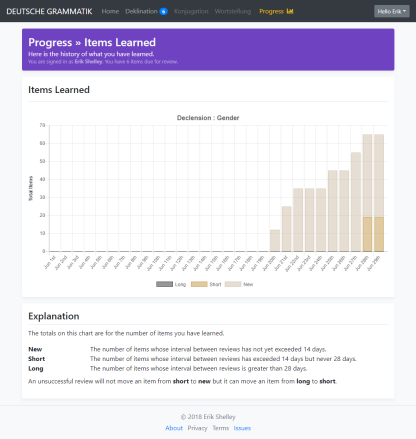 DEUTSCHE GRAMMATIK Home Deklination 6 Konjugation Wortstellung Progress Hello Erik
Progress » Items Learned
Here is the history of what you have learned.
You are signed in as Erik Shelley. You have 6 items due for review.
Items Learned
Declension : Gender
Total Items
70
60
50
40
30
20
10
0
Jun 1st Jun 2nd Jun 3rd Jun 4th Jun 5th Jun 6th Jun 7th Jun 8th Jun 9th Jun 10th Jun 11th Jun 12th Jun 13th Jun 14th Jun 15th Jun 16th Jun 17th Jun 18th Jun 19th Jun 20th Jun 21st Jun 22nd Jun 23rd Jun 24th Jun 25th Jun 26th Jun 27th Jun 28th Jun 29th
Long Short New
Explanation
The totals on this chart are for the number of items you have learned.
New The number of items whose interval between reviews has not yet exceeded 14 days.
Short The number of items whose interval between reviews has exceeded 14 days but never 28 days.
Long The number of items whose interval between reviews is greater than 28 days.
An unsuccessful review will not move an item from short to new but it can move an item from long to short.
© 2018 Erik Shelley
About Privacy Terms Issues